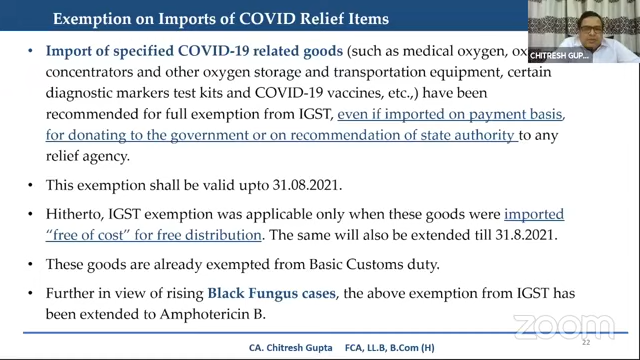 Exemption on Imports of COVID Relief Items
• Import of specified COVID-19 related goods (such as medical oxygen,
concentrators and other oxygen storage and transportation equipment, certain
diagnostic markers test kits and COVID-19 vaccines, etc.,) have been
recommended for full exemption from IGST, even if imported on payment basis,
for donating to the government or on recommendation of state authority to any
relief agency.
• This exemption shall be valid upto 31.08.2021.
• Hitherto, IGST exemption was applicable only when these goods were imported
“free of cost” for free distribution. The same will also be extended till 31.8.2021.
• These goods are already exempted from Basic Customs duty.
• Further in view of rising Black Fungus cases, the above exemption from IGST has
been extended to Amphotericin B.
CHITRESH GUP...
zoom
CA. Chitresh Gupta FCA, LL.B, B.Com (H)
22